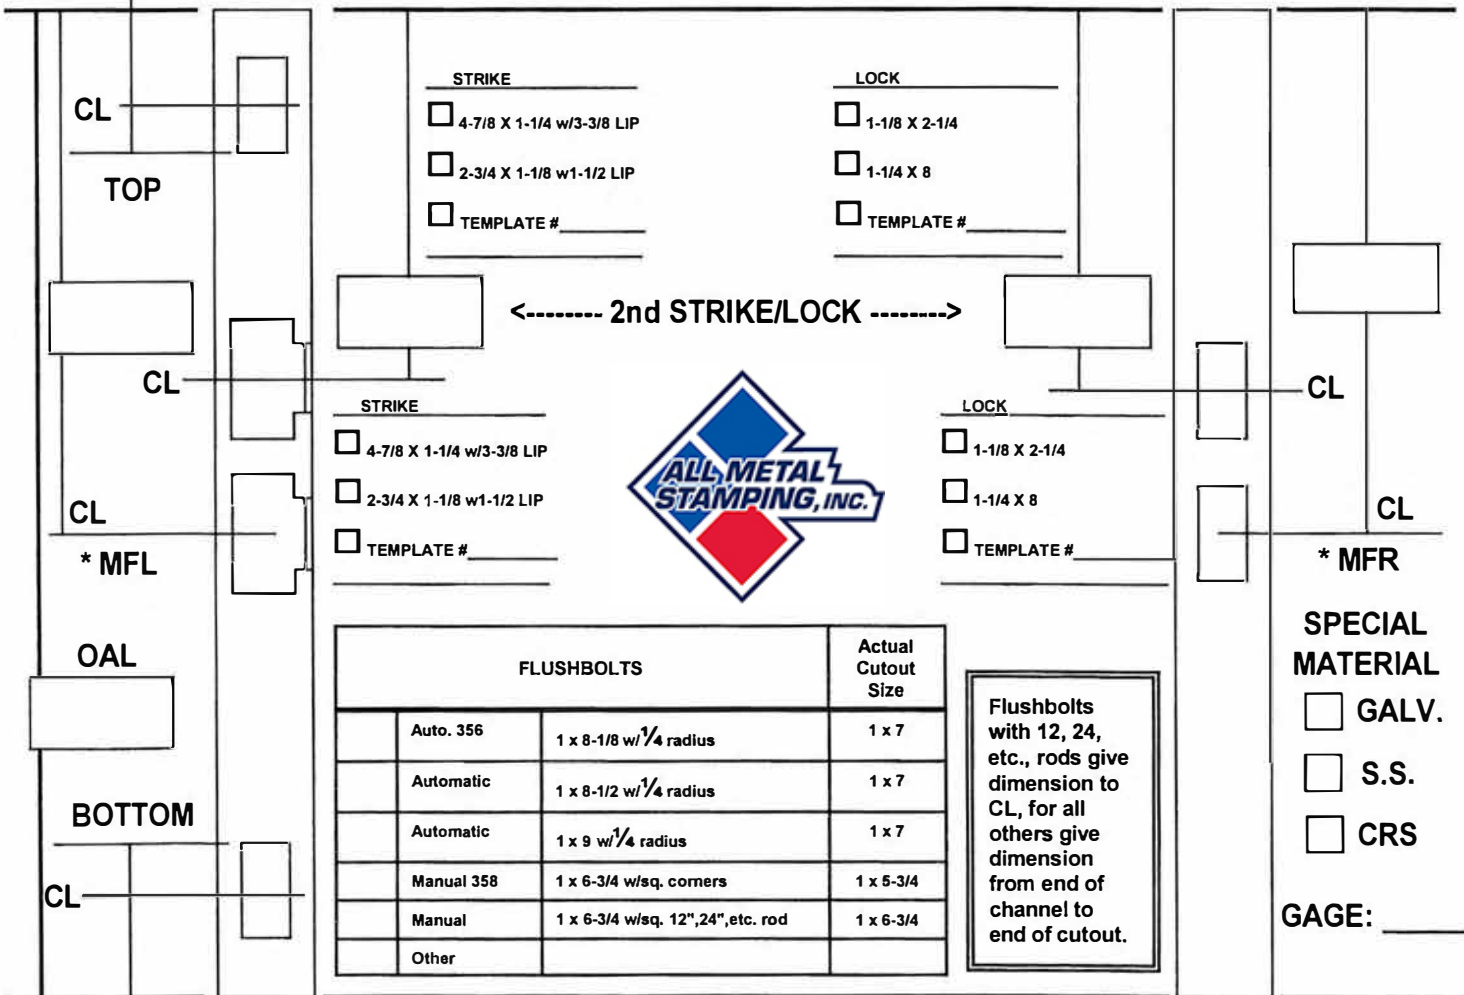 STRIKE
4-7/8 X 1-1/4 w/3-3/8 LIP
2-3/4 X 1-1/8 w1-1/2 LIP
TEMPLATE #
LOCK
1-1/8 X 2-1/4
1-1/4 X 8
TEMPLATE #
CL
TOP
<-------- 2nd STRIKE/LOCK -------->
CL
CL
STRIKE
4-7/8 X 1-1/4 w/3-3/8 LIP
2-3/4 X 1-1/8 w1-1/2 LIP
TEMPLATE #
ALL METAL
STAMPING, INC.
LOCK
1-1/8 X 2-1/4
1-1/4 X 8
TEMPLATE #
CL
* MFL
CL
* MFR
OAL
BOTTOM
CL
FLUSHBOLTS
Actual
Cutout
Size
Auto. 356 1 x 8-1/8 w/1/4 radius 1 x 7
Automatic 1 x 8-1/2 w/1/4 radius 1 x 7
Automatic 1 x 9 w/1/4 radius 1 x 7
Manual 358 1 x 6-3/4 w/sq. corners 1 x 5-3/4
Manual 1 x 6-3/4 w/sq. 12",24",etc. rod 1 x 6-3/4
Other
Flushbolts
with 12, 24,
etc., rods give
dimension to
CL, for all
others give
dimension
from end of
channel to
end of cutout.
SPECIAL
MATERIAL
GALV.
S.S.
CRS
GAGE: